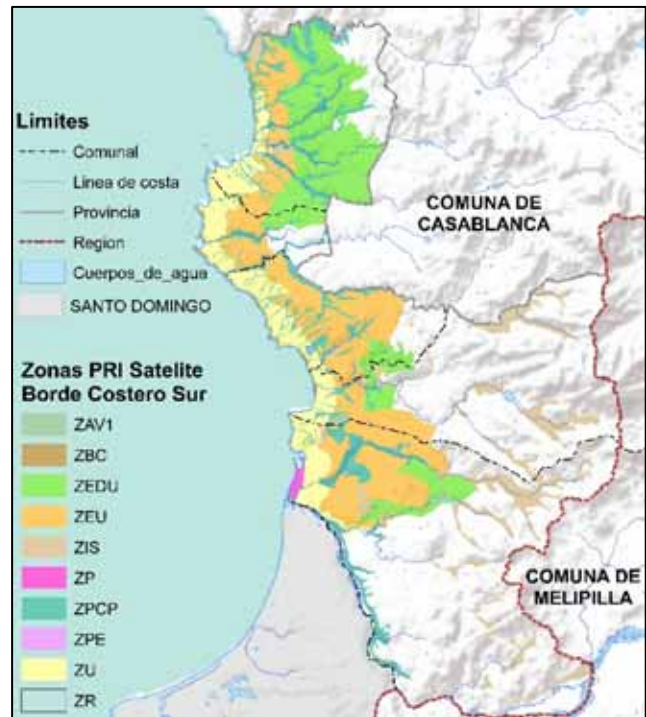 Limites
Comunal
Linea de costa
Provincia
Region
Cuerpos_de_agua
SANTO DOMINGO
Zonas PRI Satelite
Borde Costero Sur
ZAV1
ZBC
ZEDU
ZEU
ZIS
ZP
ZPCP
ZPE
ZU
ZR
COMUNA DE
CASABLANCA
COMUNA DE
MELIPILLA